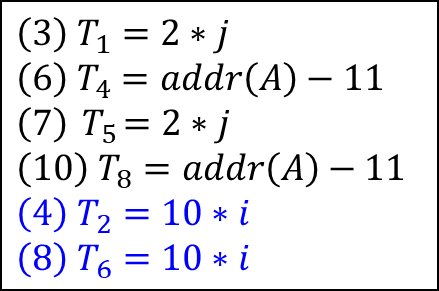 (3) T₁ = 2 ∗ j
(6) T₄ = addr(A) − 11
(7) T₅ = 2 ∗ j
(10) T₈ = addr(A) − 11
(4) T₂ = 10 ∗ i
(8) T₆ = 10 ∗ i